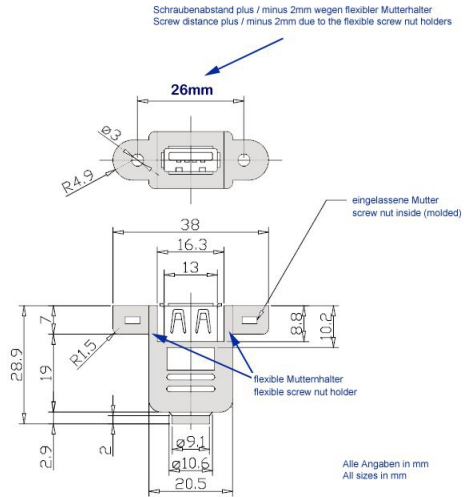 Schraubenabstand plus / minus 2mm wegen flexibler Mutterhalter
Screw distance plus / minus 2mm due to the flexible screw nut holders
26mm
ø3
R4.9
eingelassene Mutter
screw nut inside (molded)
38
16.3
13
7
8.8
10.2
R1.5
28.9
19
flexible Mutternhalter
flexible screw nut holder
2.9
2
ø9.1
ø10.6
20.5
Alle Angaben in mm
All sizes in mm